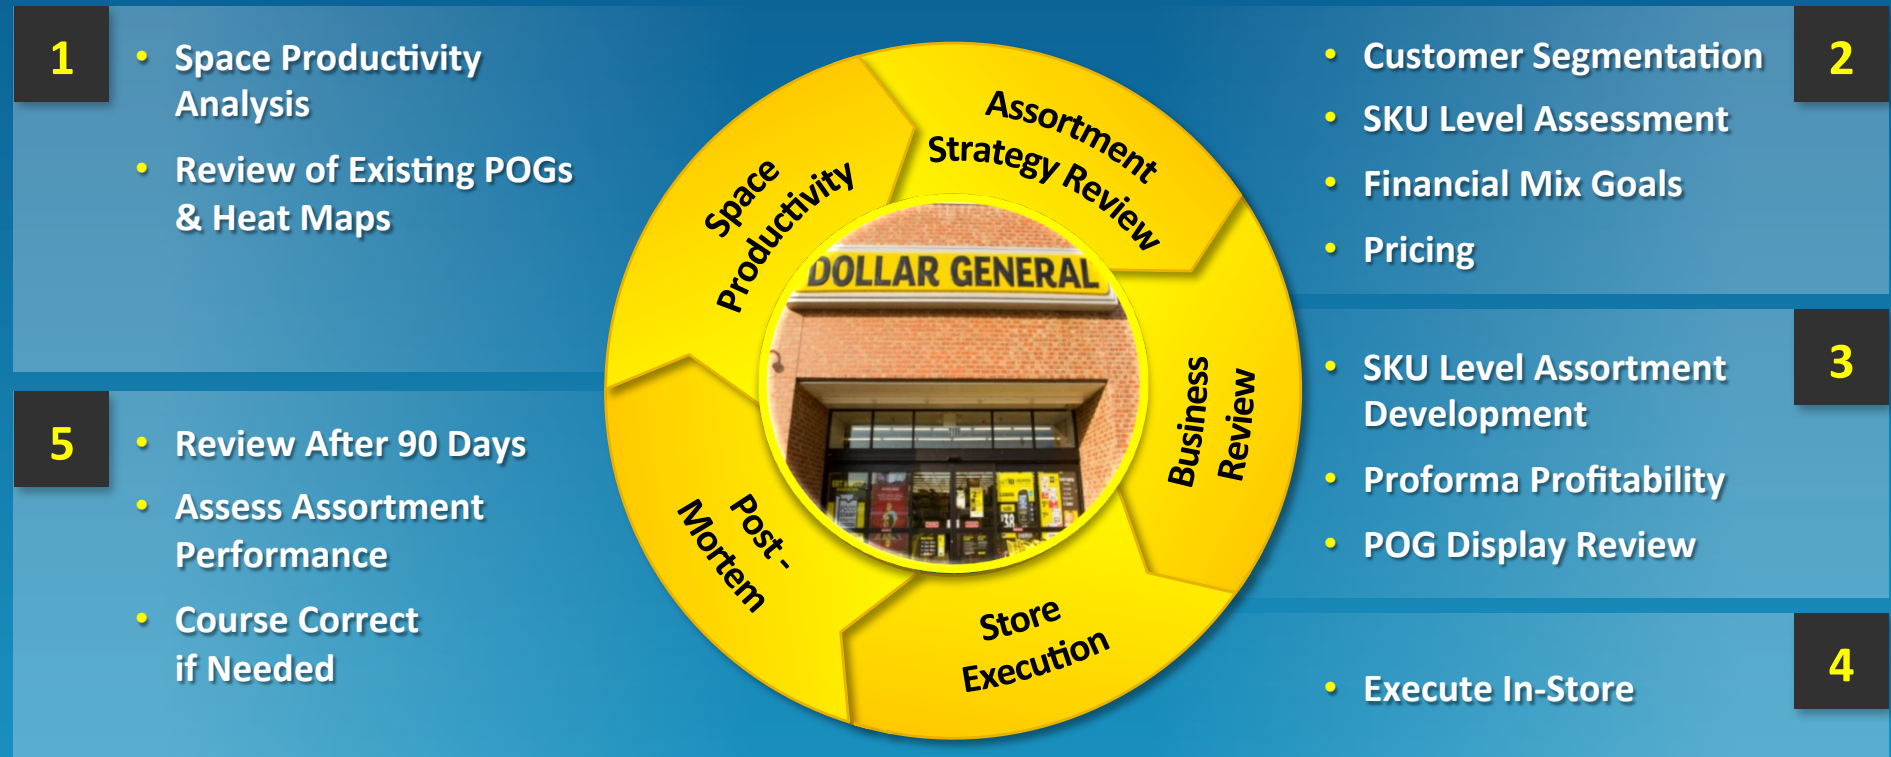 1
• Space Productivity
Analysis
• Review of Existing POGs
& Heat Maps
2
• Customer Segmentation
• SKU Level Assessment
• Financial Mix Goals
• Pricing
3
• SKU Level Assortment
Development
• Proforma Profitability
• POG Display Review
4
• Execute In-Store
5
• Review After 90 Days
• Assess Assortment
Performance
• Course Correct
if Needed
Space
Productivity
Assortment
Strategy Review
Business
Review
Store
Execution
Post -
Mortem
DOLLAR GENERAL